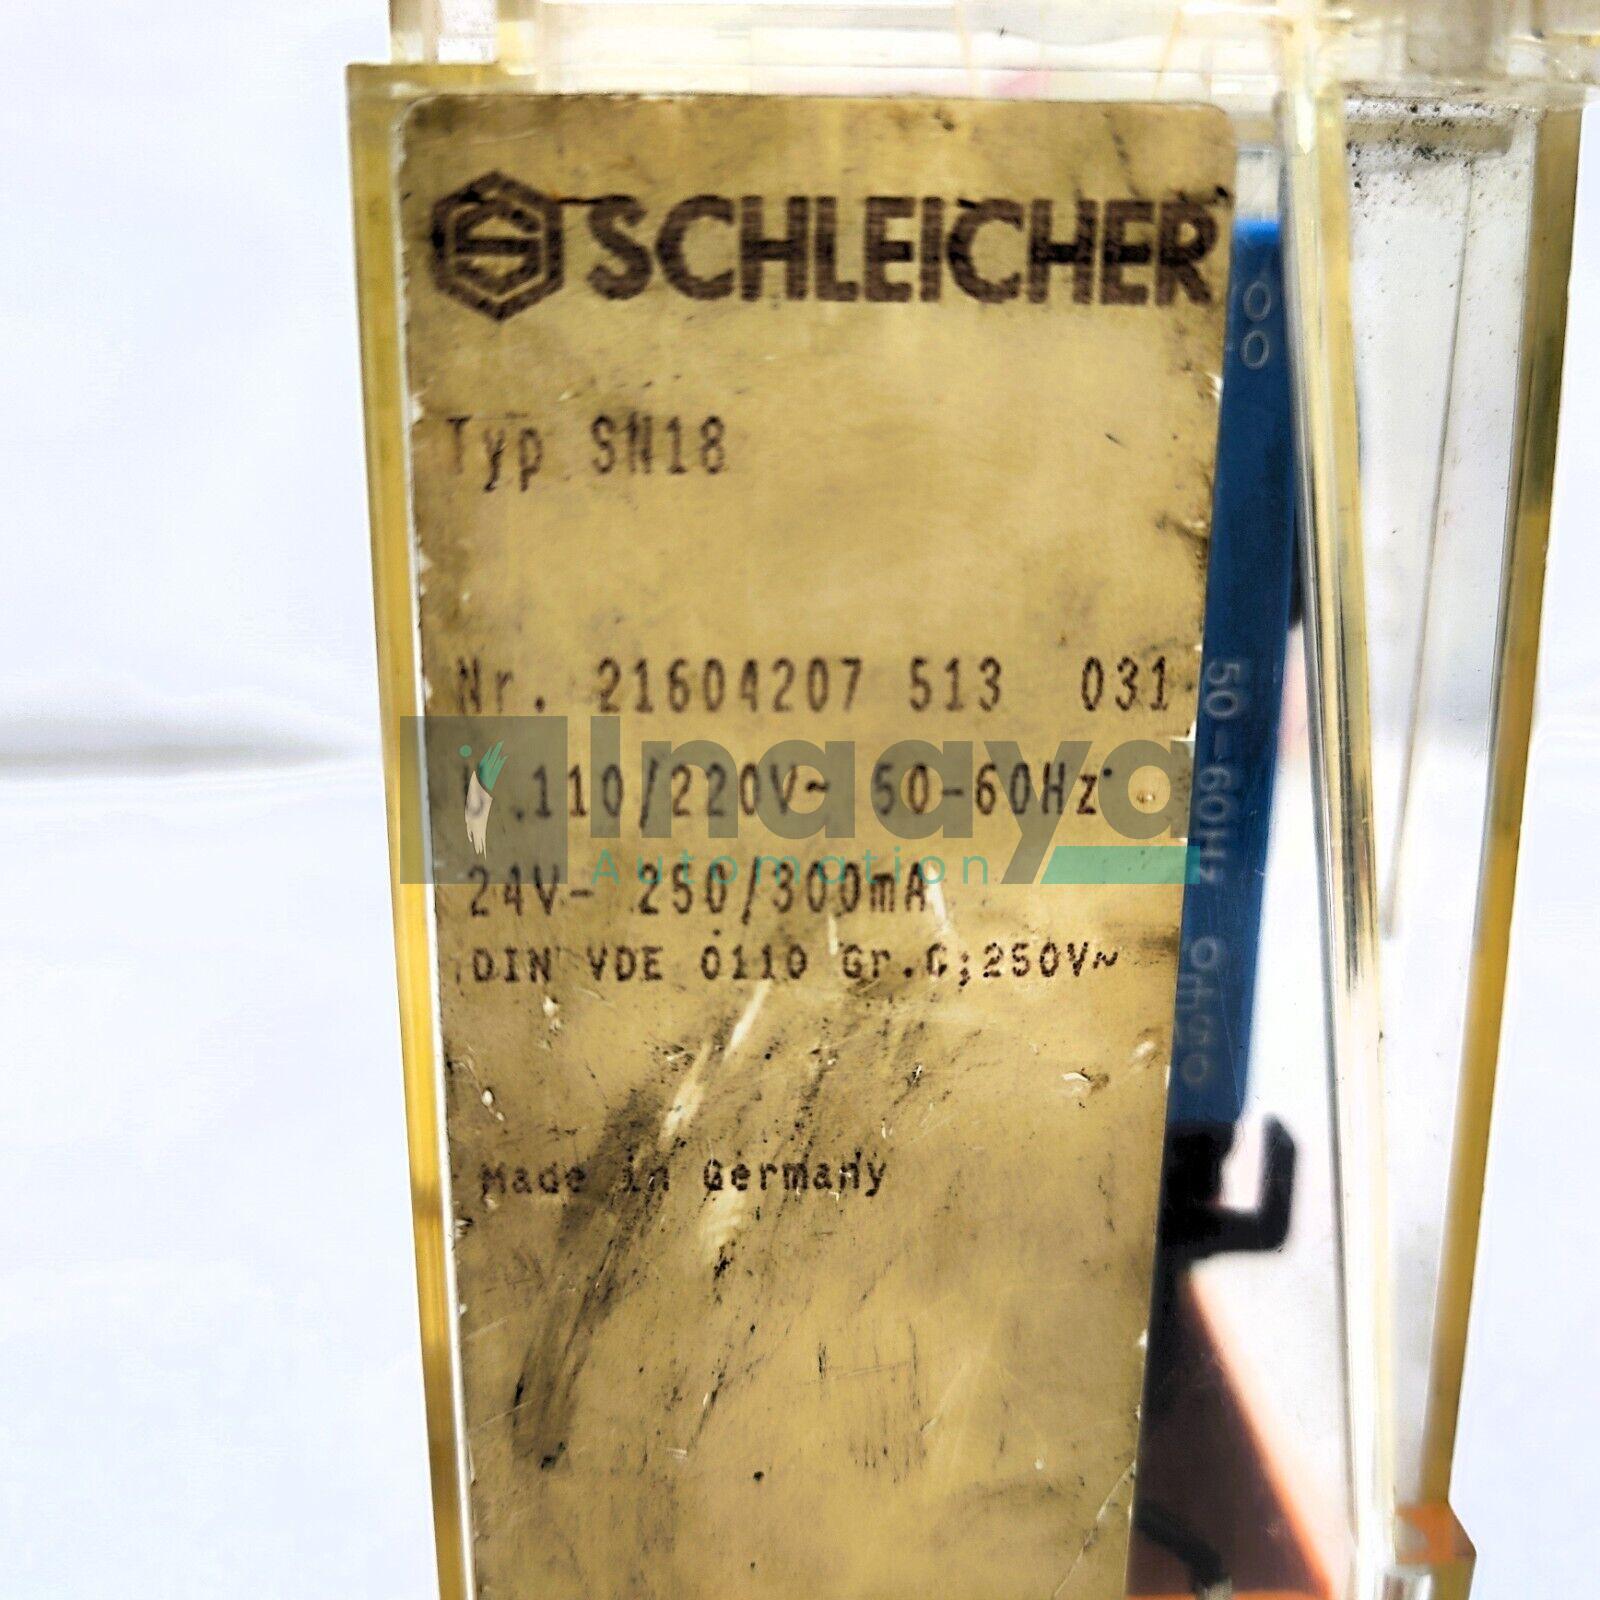 SCHLEICHER
Typ SN18
Nr. 21604207 513 031
110/220V~ 50-60Hz
24V- 250/300mA
DIN VDE 0110 Gr.C;250V~
Made in Germany
Inaaya
Automation
50-60Hz